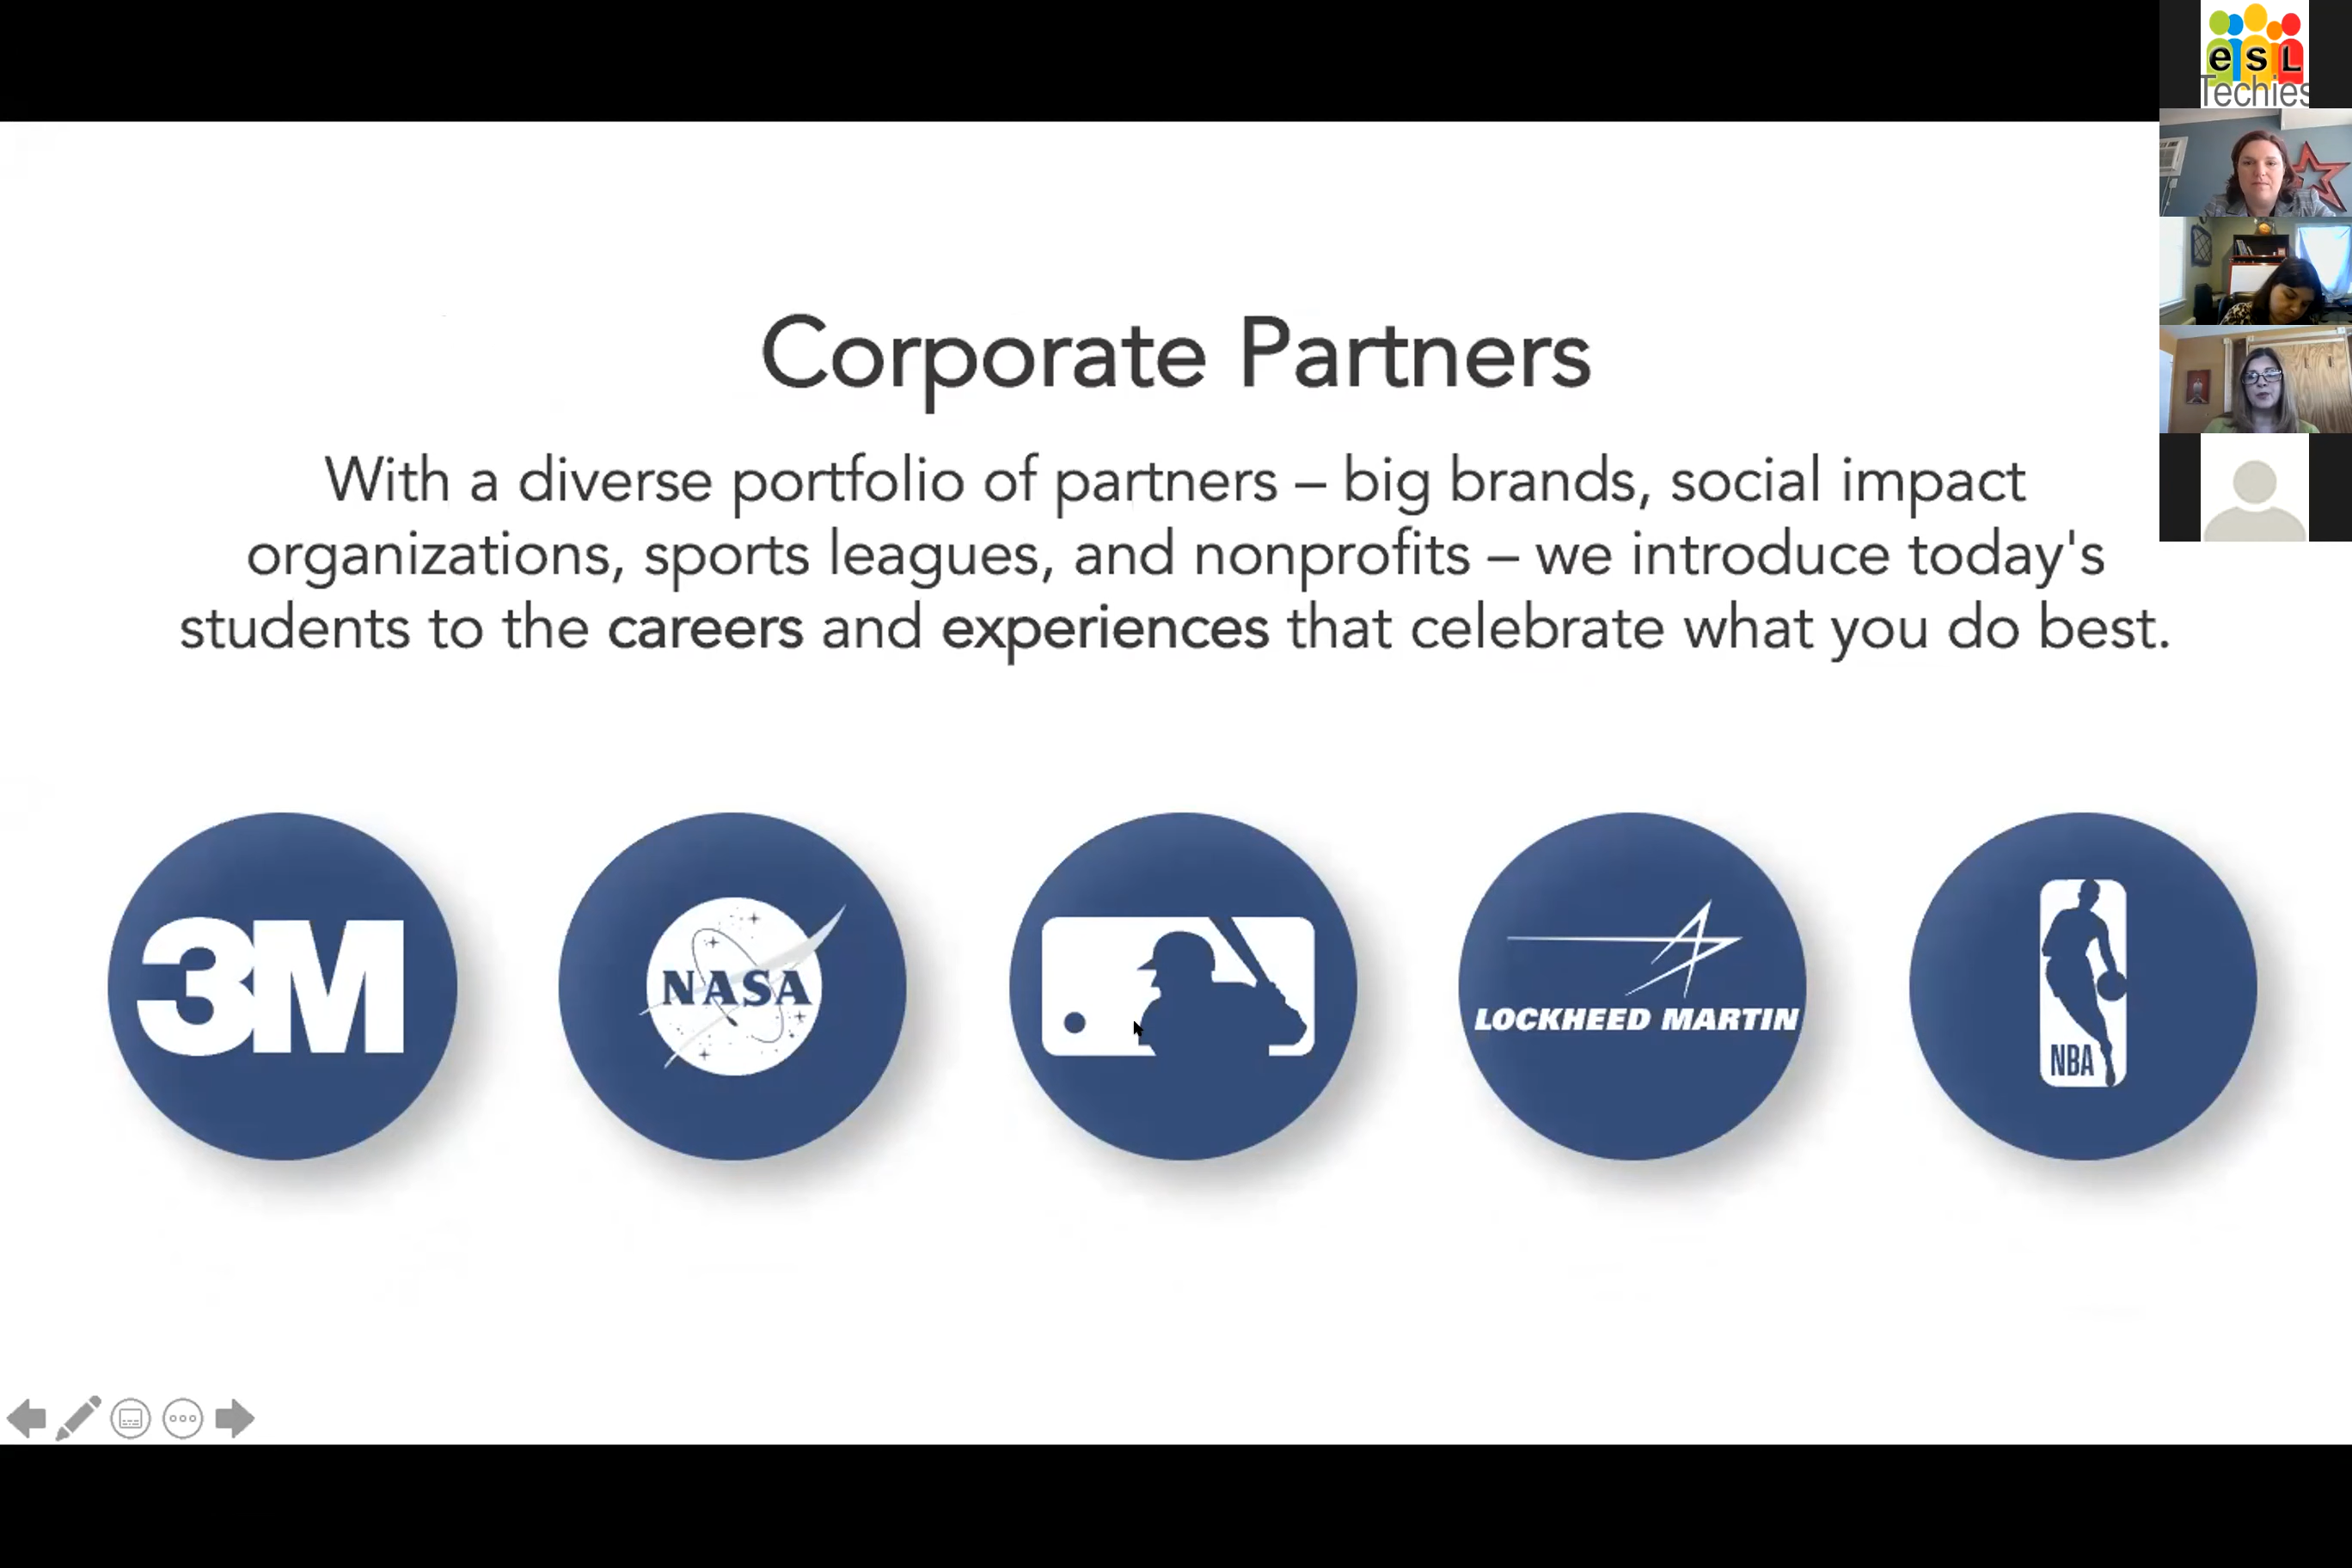 eSL
Techies
Corporate Partners
With a diverse portfolio of partners – big brands, social impact
organizations, sports leagues, and nonprofits – we introduce today's
students to the careers and experiences that celebrate what you do best.
3M
NASA
LOCKHEED MARTIN
NBA